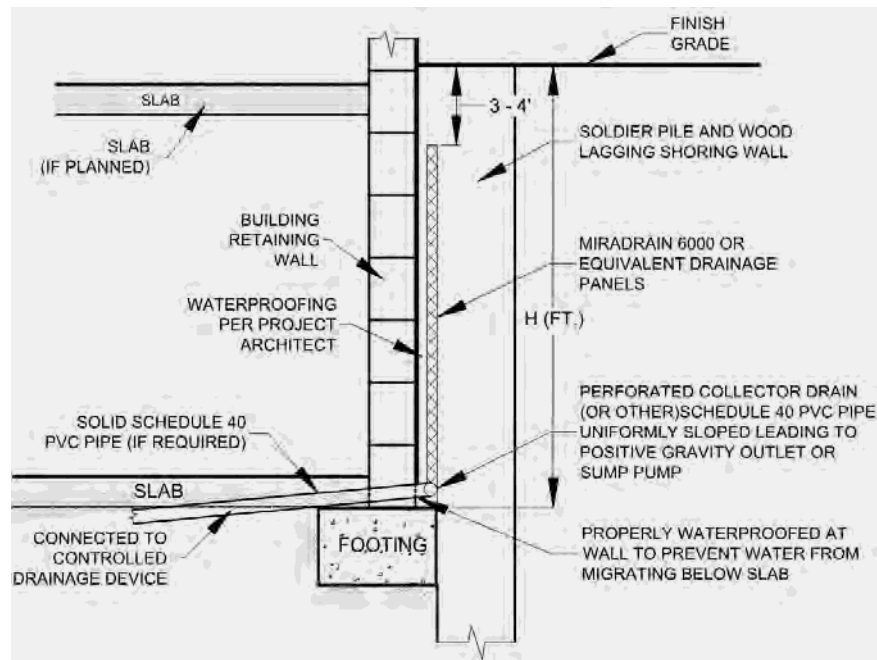 FINISH
GRADE
SLAB
3 - 4'
SLAB
(IF PLANNED)
SOLDIER PILE AND WOOD
LAGGING SHORING WALL
BUILDING
RETAINING
WALL
MIRADRAIN 6000 OR
EQUIVALENT DRAINAGE
PANELS
WATERPROOFING
PER PROJECT
ARCHITECT
H (FT.)
PERFORATED COLLECTOR DRAIN
(OR OTHER)SCHEDULE 40 PVC PIPE
UNIFORMLY SLOPED LEADING TO
POSITIVE GRAVITY OUTLET OR
SUMP PUMP
SOLID SCHEDULE 40
PVC PIPE (IF REQUIRED)
SLAB
CONNECTED TO
CONTROLLED
DRAINAGE DEVICE
FOOTING
PROPERLY WATERPROOFED AT
WALL TO PREVENT WATER FROM
MIGRATING BELOW SLAB